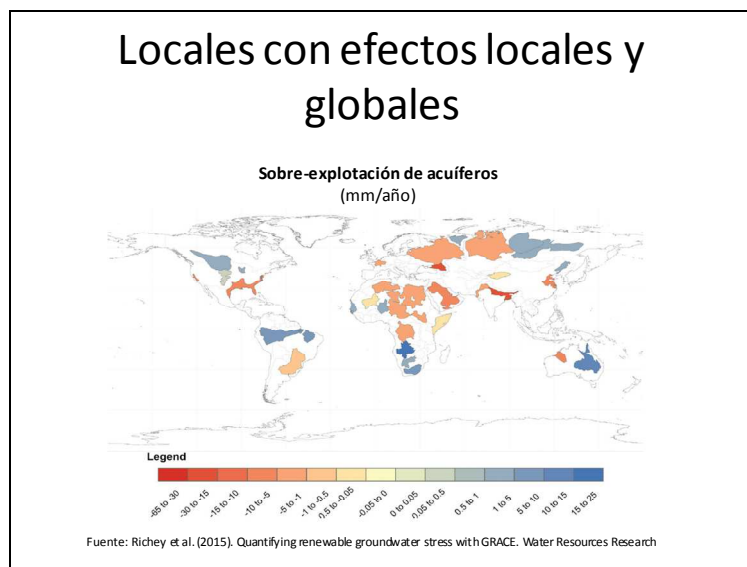 Locales con efectos locales y
globales
Sobre-explotación de acuíferos
(mm/año)
Legend
-65 to -30
-30 to -15
-15 to -10
-10 to -5
-5 to -1
-1 to -0.5
-0.5 to -0.05
-0.05 to 0
0 to 0.05
0.05 to 0.5
0.5 to 1
1 to 5
5 to 10
10 to 15
15 to 25
Fuente: Richey et al. (2015). Quantifying renewable groundwater stress with GRACE. Water Resources Research